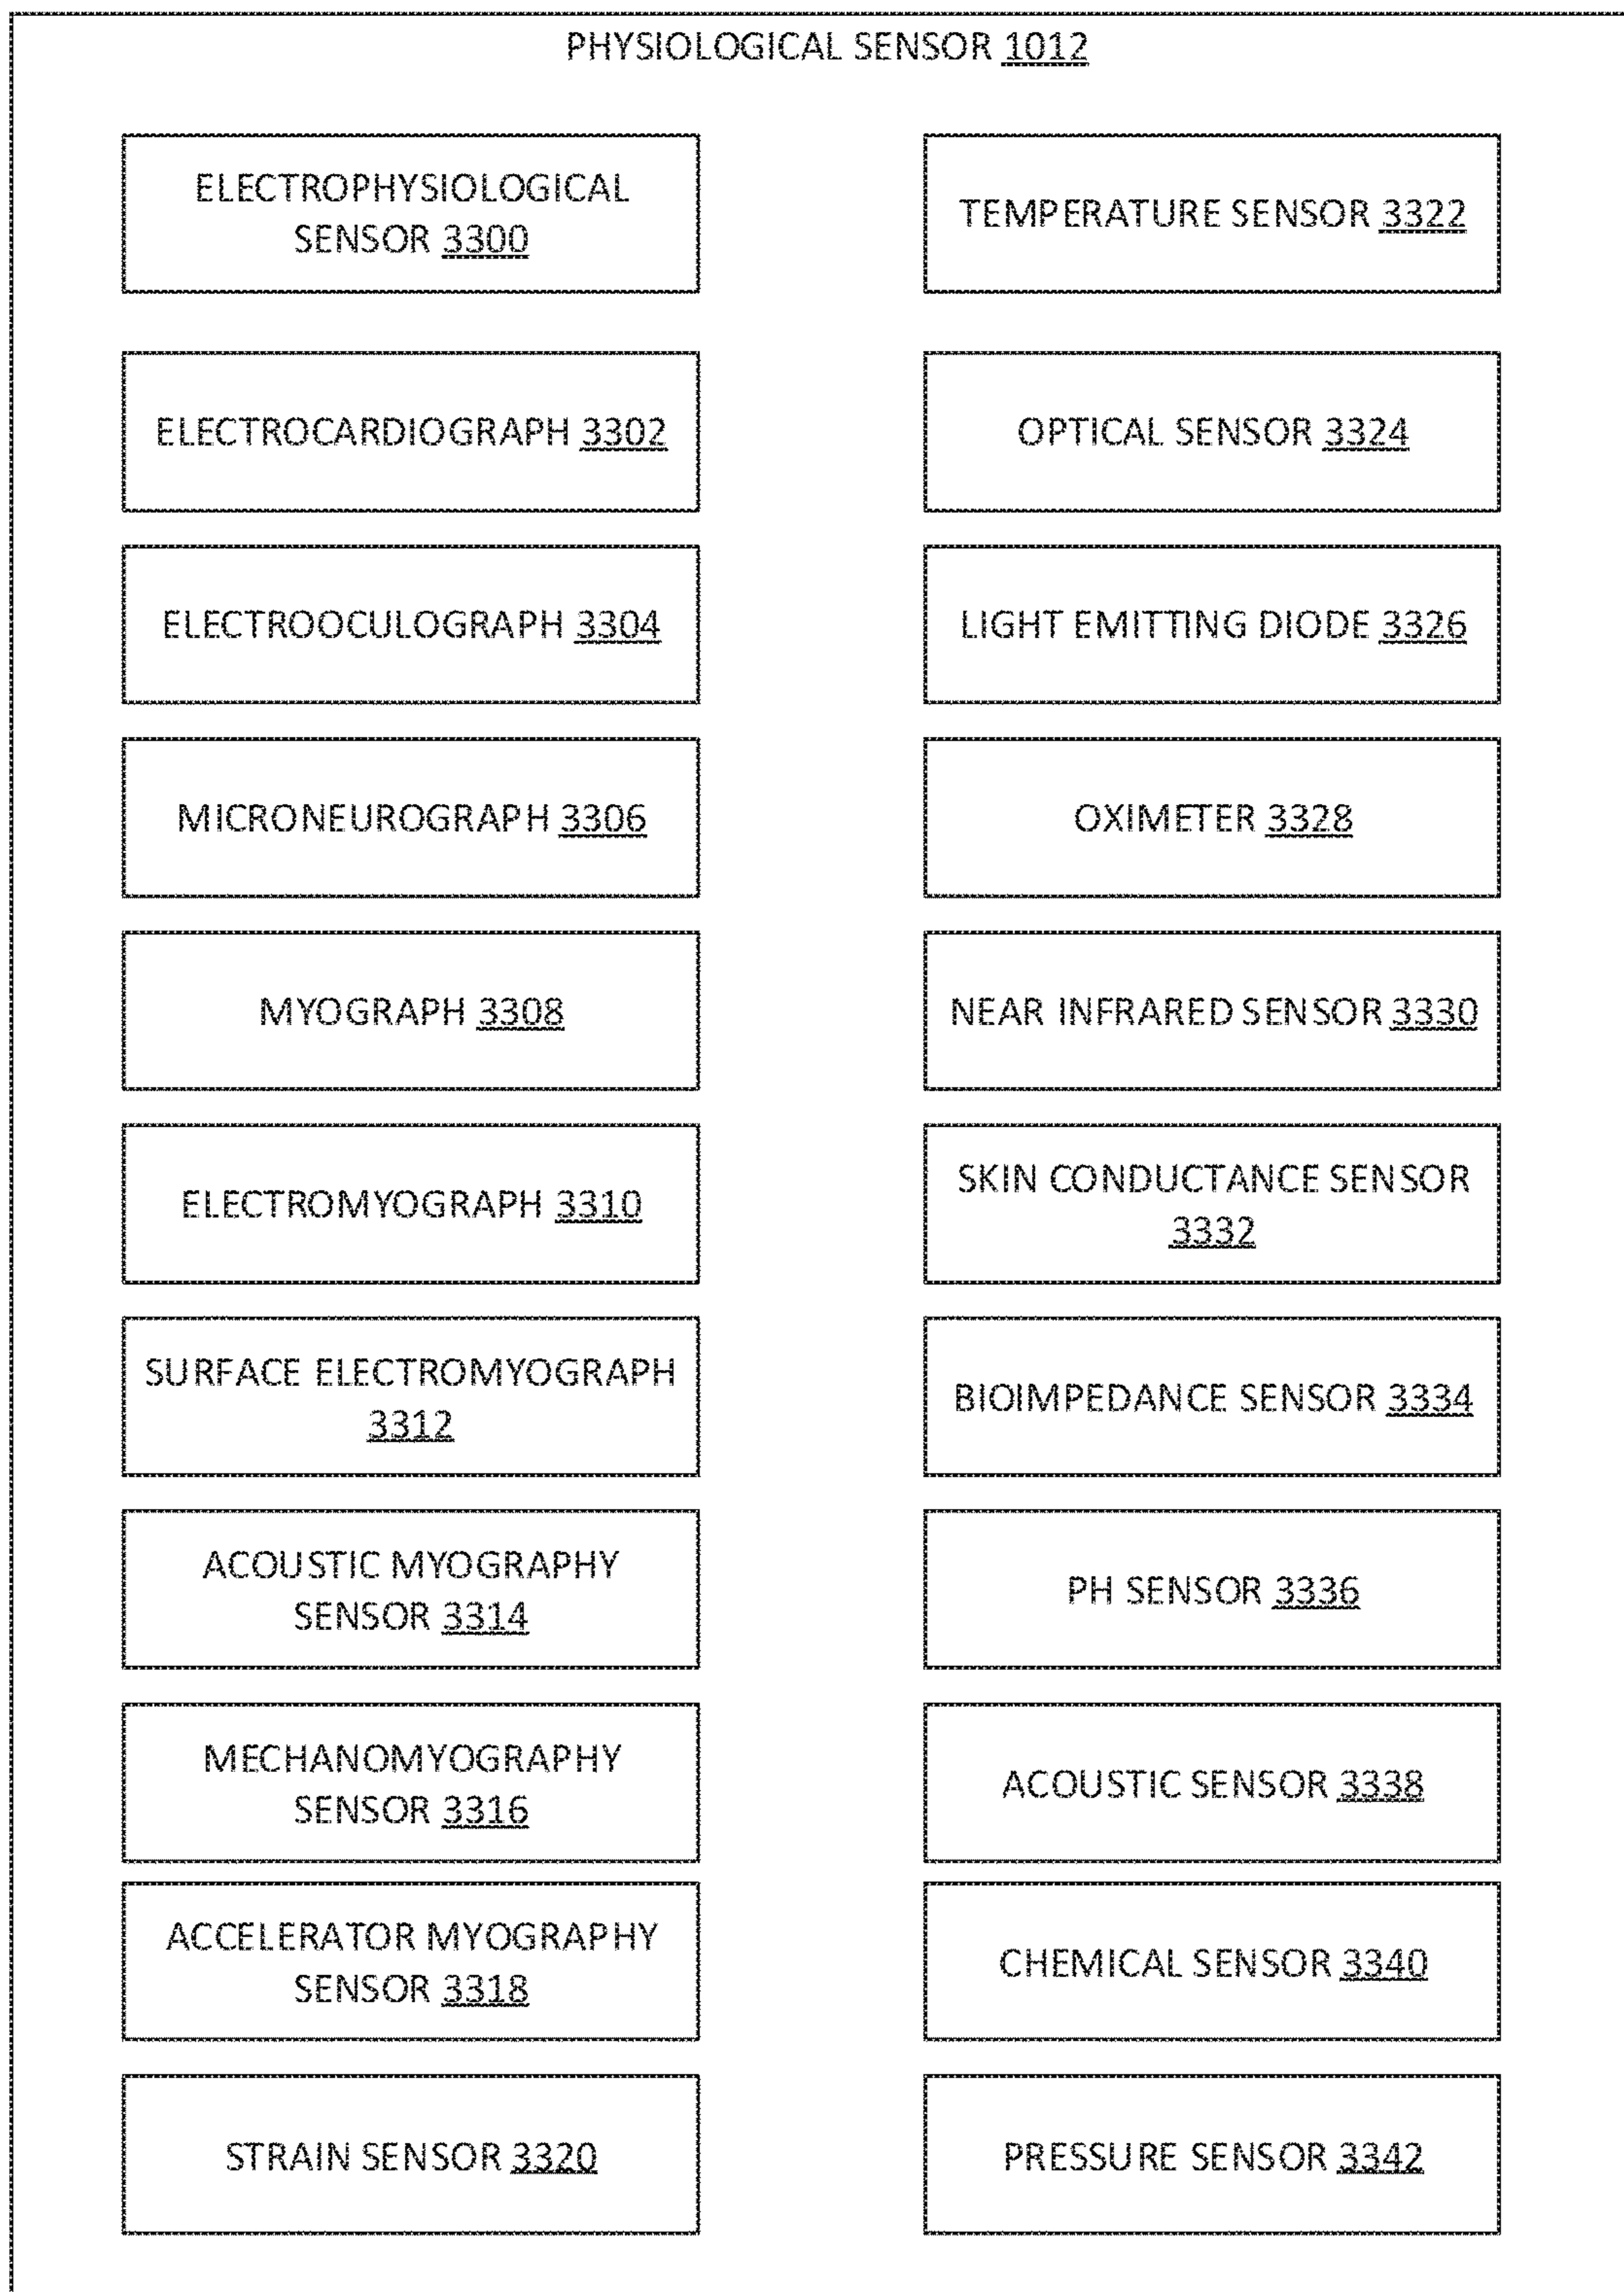 PHYSIOLOGICAL SENSOR 1012
ELECTROPHYSIOLOGICAL
SENSOR 3300
ELECTROCARDIOGRAPH 3302
ELECTROOCULOGRAPH 3304
MICRONEUROGRAPH 3306
MYOGRAPH 3308
ELECTROMYOGRAPH 3310
SURFACE ELECTROMYOGRAPH
3312
ACOUSTIC MYOGRAPHY
SENSOR 3314
MECHANOMYOGRAPHY
SENSOR 3316
ACCELERATOR MYOGRAPHY
SENSOR 3318
STRAIN SENSOR 3320
TEMPERATURE SENSOR 3322
OPTICAL SENSOR 3324
LIGHT EMITTING DIODE 3326
OXIMETER 3328
NEAR INFRARED SENSOR 3330
SKIN CONDUCTANCE SENSOR
3332
BIOIMPEDANCE SENSOR 3334
PH SENSOR 3336
ACOUSTIC SENSOR 3338
CHEMICAL SENSOR 3340
PRESSURE SENSOR 3342